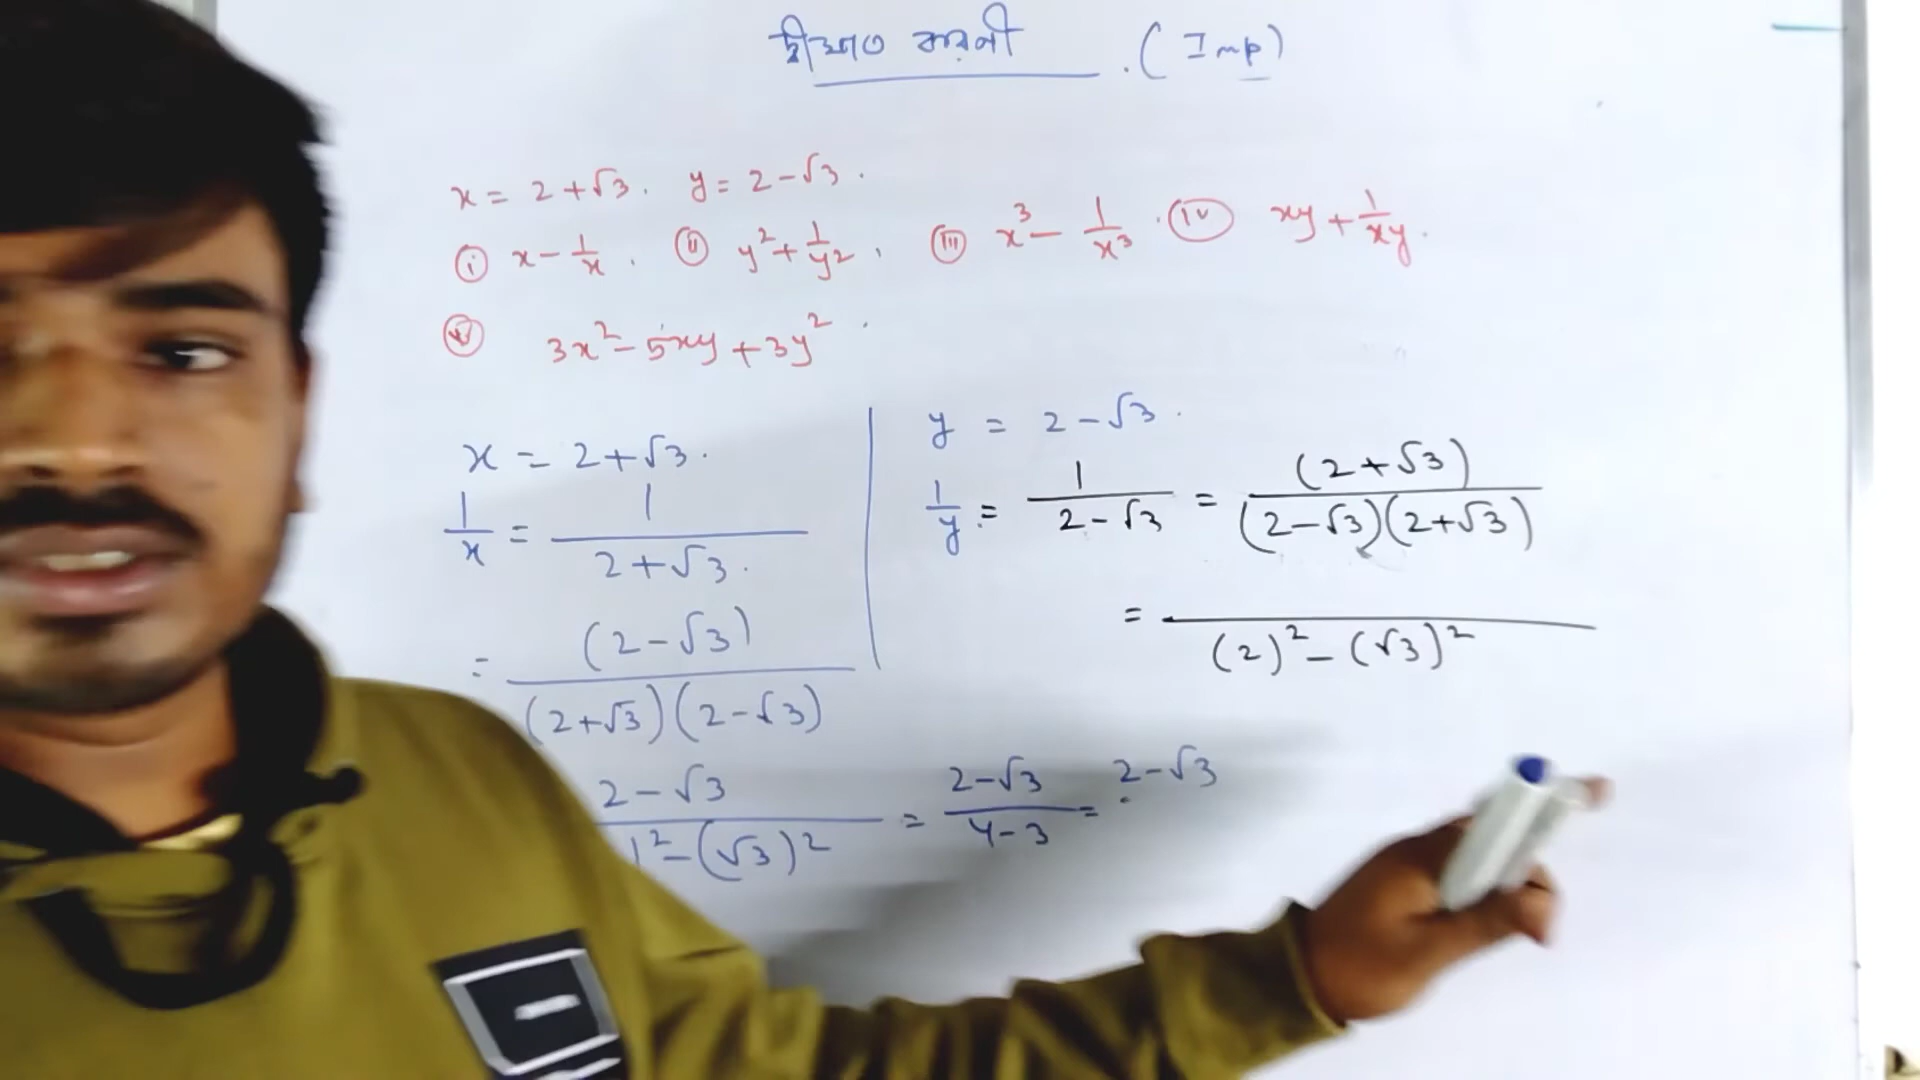 দ্বিঘাত করণী . (Imp)
x = 2 + √3 . y = 2 - √3 .
(i) x - 1/x . (ii) y² + 1/y² , (iii) x³ - 1/x³ . (iv) xy + 1/xy .
(v) 3x² - 5xy + 3y² .
x = 2 + √3 .
1/x = 1/(2 + √3) .
= (2 - √3)/((2 + √3)(2 - √3))
2 - √3/()² - (√3)² = (2 - √3)/(4 - 3) = 2 - √3
y = 2 - √3 .
1/y = 1/(2 - √3) = (2 + √3)/((2 - √3)(2 + √3))
= /((2)² - (√3)²)